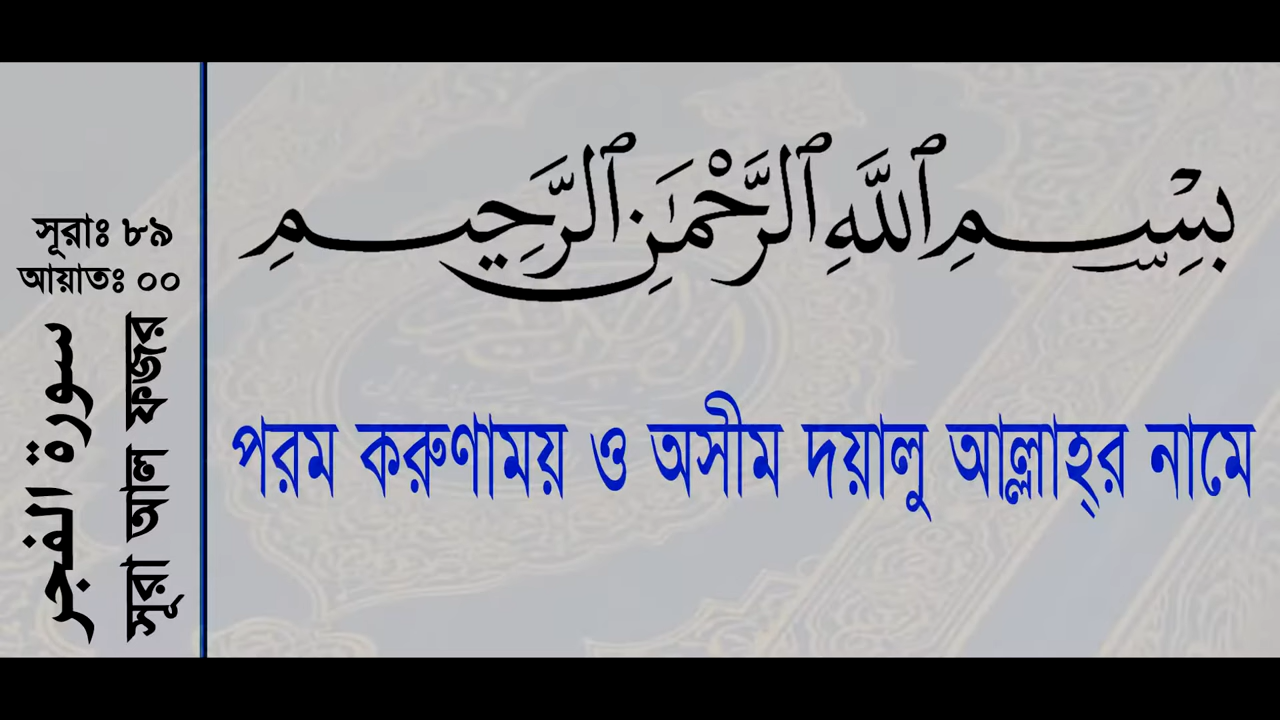 সূরাঃ ৮৯
আয়াতঃ ০০
سورة الفجر
সূরা আল ফজর
بِسْمِ ٱللَّهِ ٱلرَّحْمَٰنِ ٱلرَّحِيمِ
পরম করুণাময় ও অসীম দয়ালু আল্লাহ্‌র নামে